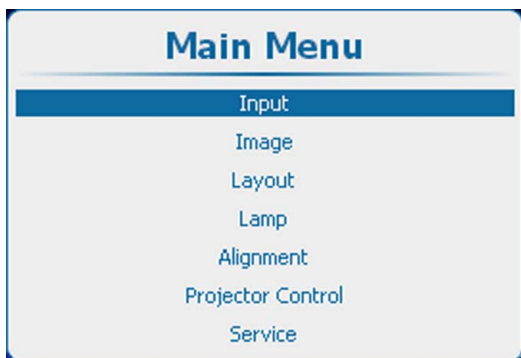 Main Menu
Input
Image
Layout
Lamp
Alignment
Projector Control
Service